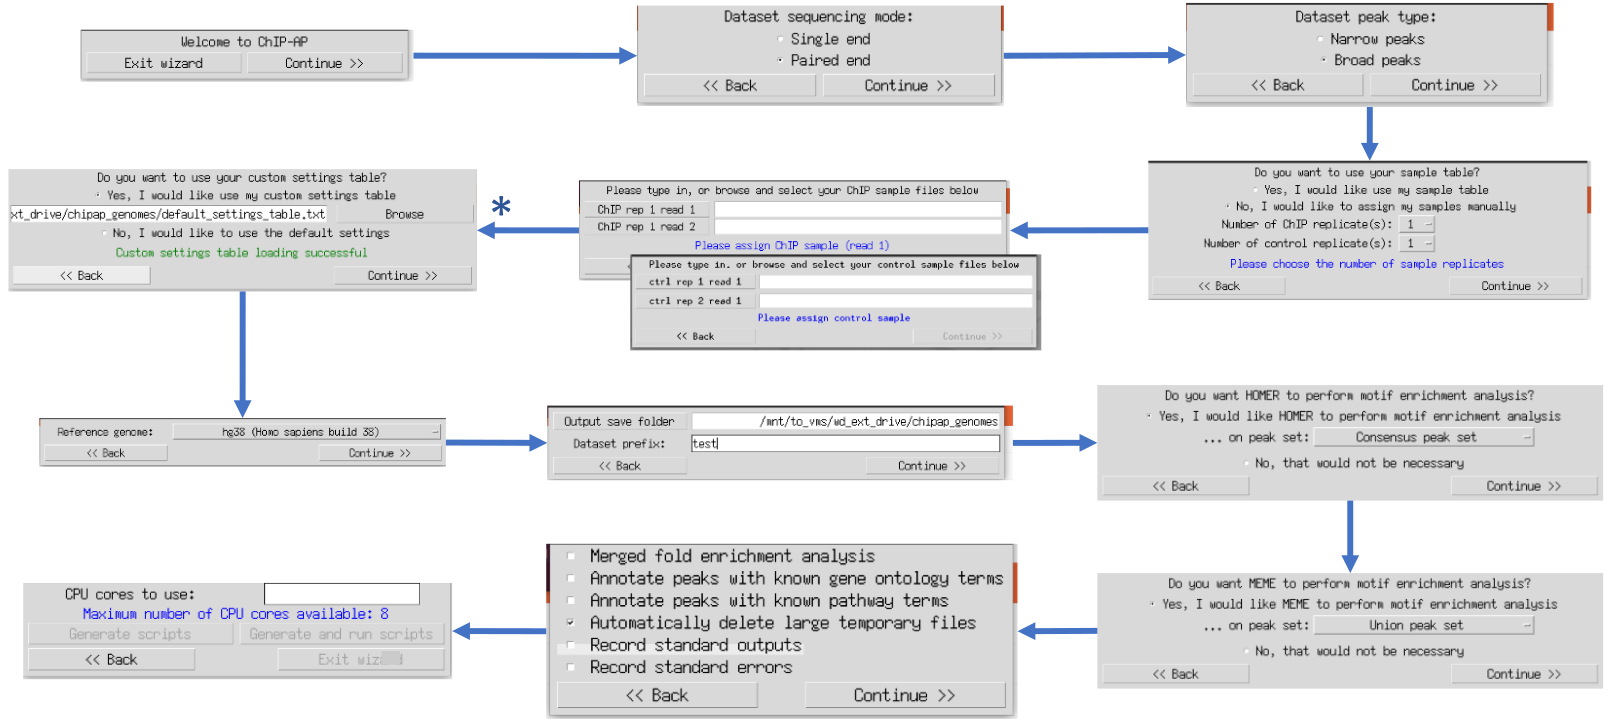 Welcome to ChIP-AP
Exit wizard
Continue >>
Dataset sequencing mode:
Single end
Paired end
<< Back
Continue >>
Dataset peak type:
Narrow peaks
Broad peaks
<< Back
Continue >>
Do you want to use your sample table?
Yes, I would like use my sample table
No, I would like to assign my samples manually
Number of ChIP replicate(s): 1
Number of control replicate(s): 1
Please choose the number of sample replicates
<< Back
Continue >>
Please type in, or browse and select your ChIP sample files below
ChIP rep 1 read 1
ChIP rep 1 read 2
Please assign ChIP sample (read 1)
Please type in. or browse and select your control sample files below
ctrl rep 1 read 1
ctrl rep 2 read 1
Please assign control sample
<< Back
Continue >>
*
Do you want to use your custom settings table?
Yes, I would like use my custom settings table
xt_drive/chipap_genomes/default_settings_table.txt
Browse
No, I would like to use the default settings
Custom settings table loading successful
<< Back
Continue >>
Reference genome:
hg38 (Homo sapiens build 38)
<< Back
Continue >>
Output save folder
/mnt/to_vms/wd_ext_drive/chipap_genomes
Dataset prefix:
test
<< Back
Continue >>
Do you want HOMER to perform motif enrichment analysis?
Yes, I would like HOMER to perform motif enrichment analysis
... on peak set:
Consensus peak set
No, that would not be necessary
<< Back
Continue >>
Do you want MEME to perform motif enrichment analysis?
Yes, I would like MEME to perform motif enrichment analysis
... on peak set:
Union peak set
No, that would not be necessary
<< Back
Continue >>
Merged fold enrichment analysis
Annotate peaks with known gene ontology terms
Annotate peaks with known pathway terms
Automatically delete large temporary files
Record standard outputs
Record standard errors
<< Back
Continue >>
CPU cores to use:
Maximum number of CPU cores available: 8
Generate scripts
Generate and run scripts
<< Back
Exit